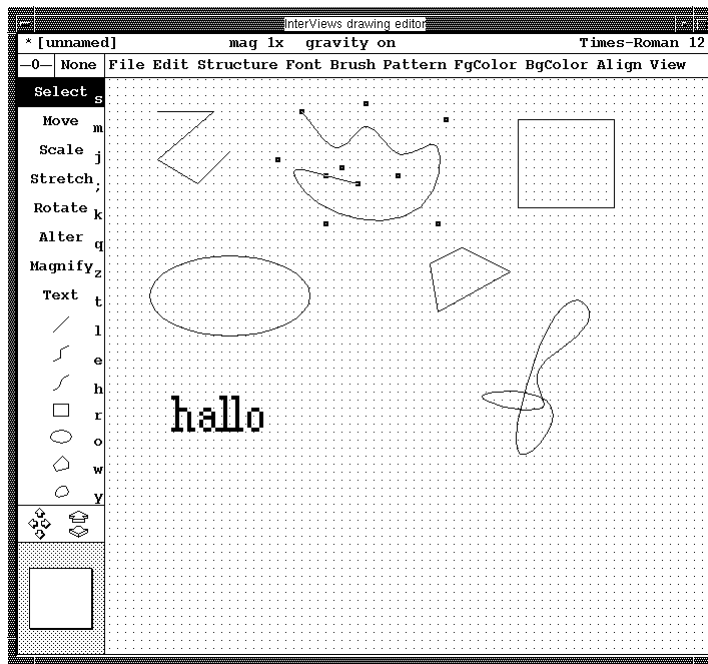 InterViews drawing editor
* [unnamed] mag 1x gravity on Times-Roman 12
—0— None File Edit Structure Font Brush Pattern FgColor BgColor Align View
Select s
Move m
Scale j
Stretch ;
Rotate k
Alter q
Magnify z
Text t
l
e
h
r
o
w
y
hallo